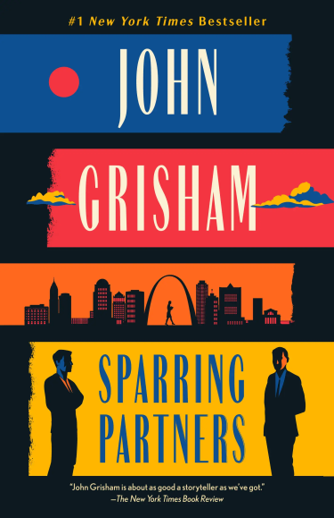 #1 New York Times Bestseller
JOHN
GRISHAM
SPARRING
PARTNERS
"John Grisham is about as good a storyteller as we've got."
—The New York Times Book Review